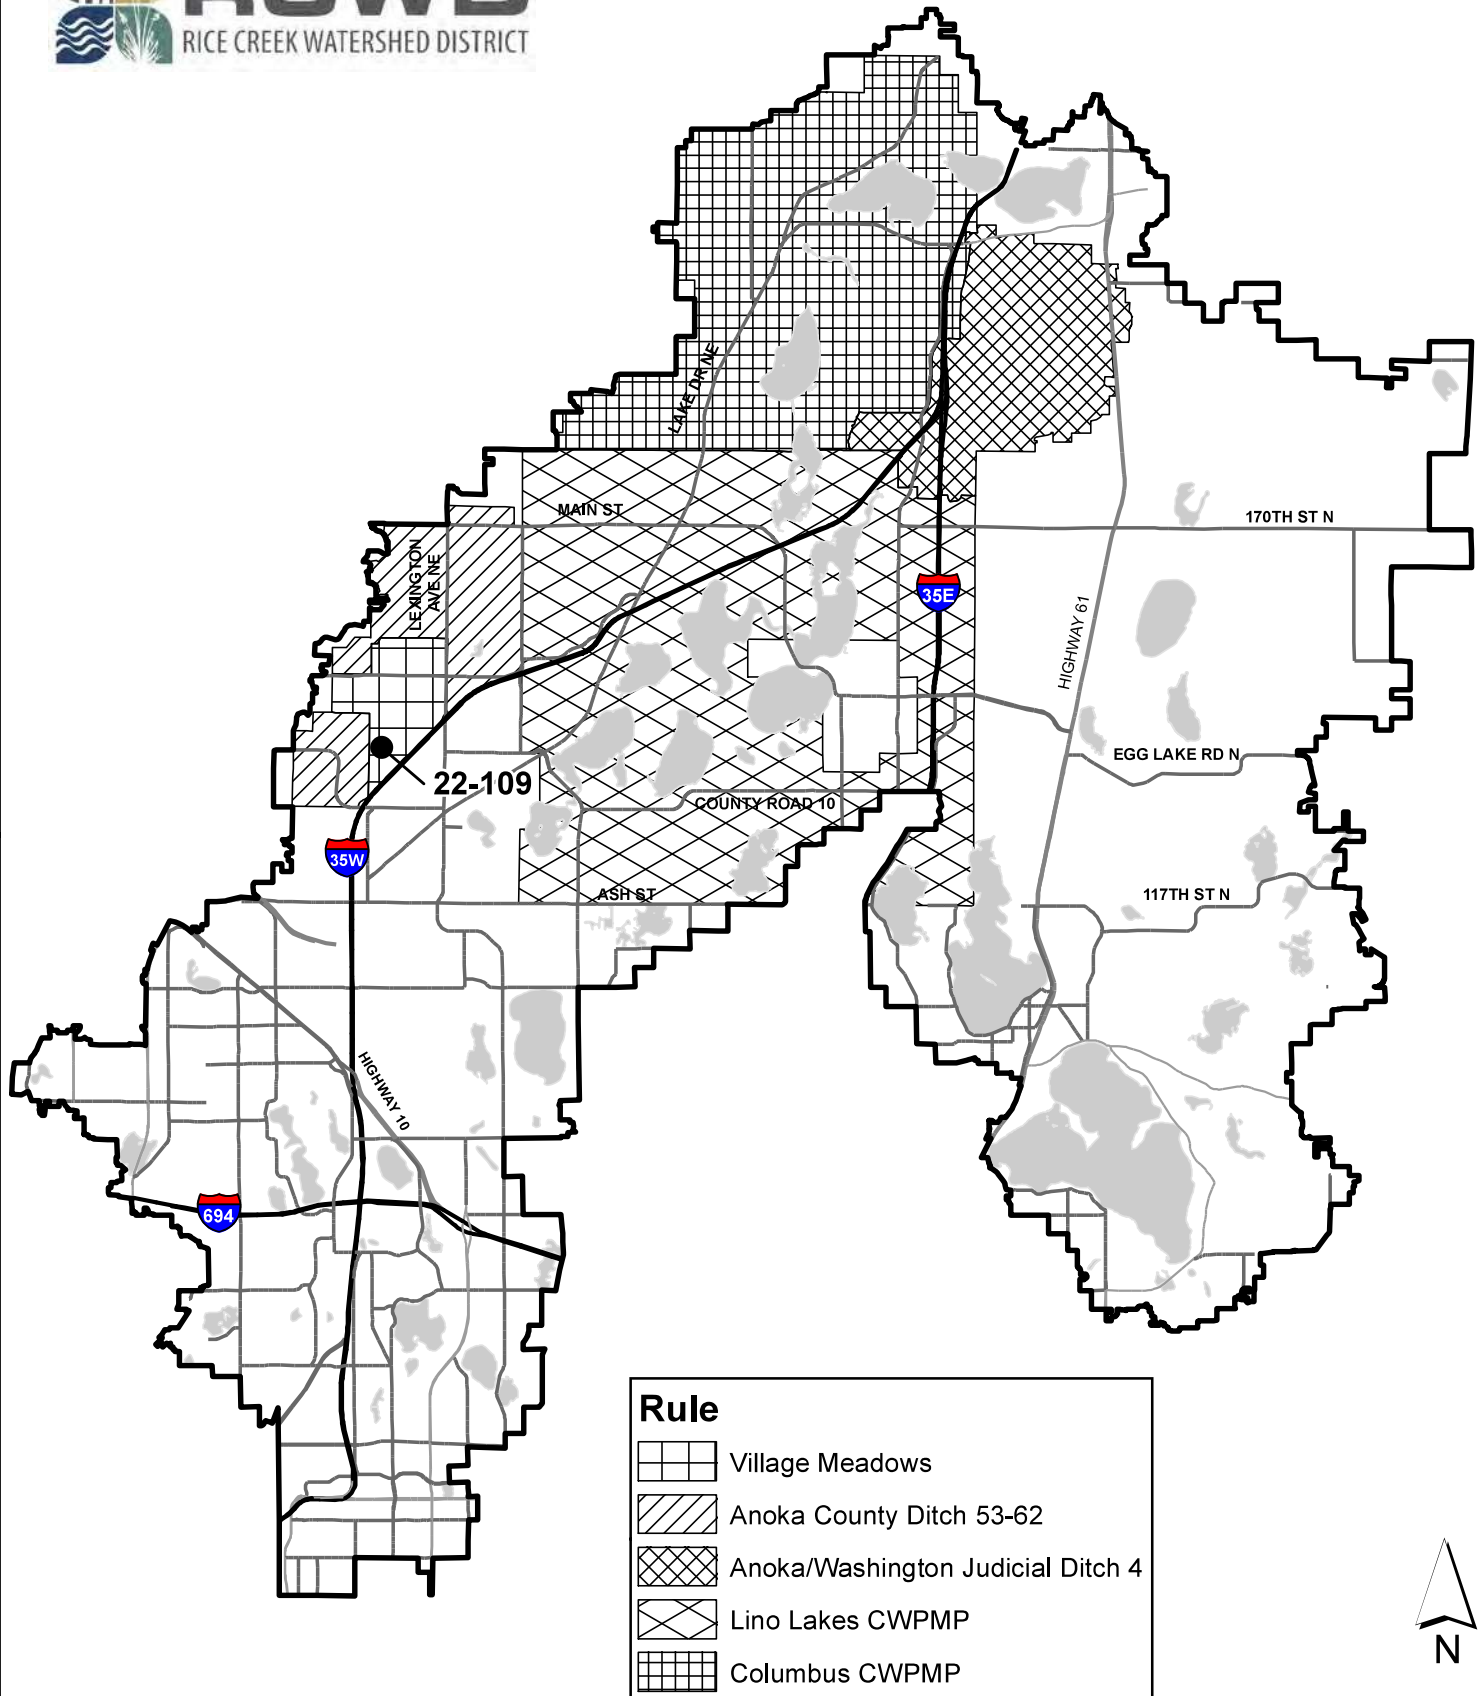 RCWD
RICE CREEK WATERSHED DISTRICT
LAKE DR NE
MAIN ST
170TH ST N
LEXINGTON
AVE NE
35E
HIGHWAY 61
EGG LAKE RD N
22-109
COUNTY ROAD 10
35W
ASH ST
117TH ST N
HIGHWAY 10
694
Rule
Village Meadows
Anoka County Ditch 53-62
Anoka/Washington Judicial Ditch 4
Lino Lakes CWPMP
Columbus CWPMP
N